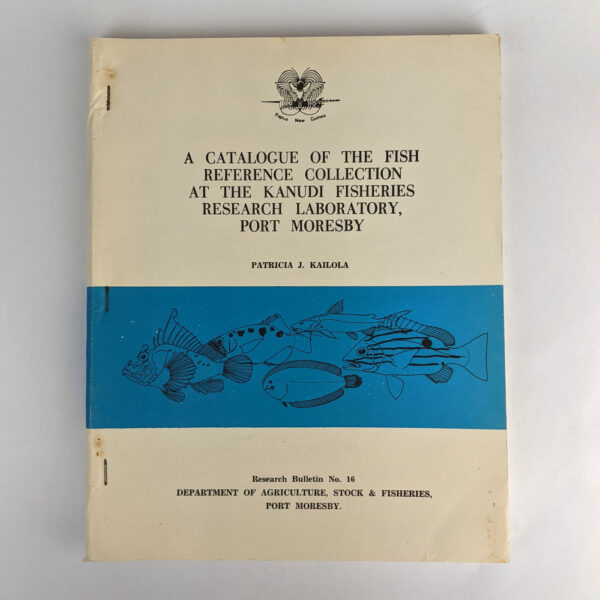 Papua New Guinea
A CATALOGUE OF THE FISH
REFERENCE COLLECTION
AT THE KANUDI FISHERIES
RESEARCH LABORATORY,
PORT MORESBY
PATRICIA J. KAILOLA
Research Bulletin No. 16
DEPARTMENT OF AGRICULTURE, STOCK & FISHERIES,
PORT MORESBY.